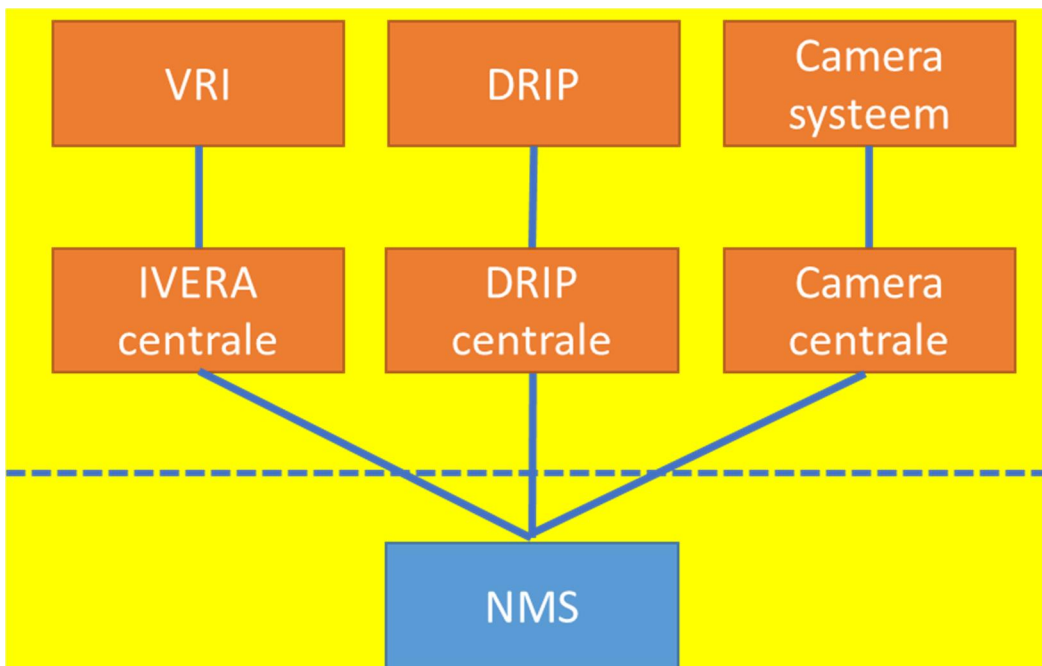 VRI
DRIP
Camera
systeem
IVERA
centrale
DRIP
centrale
Camera
centrale
NMS